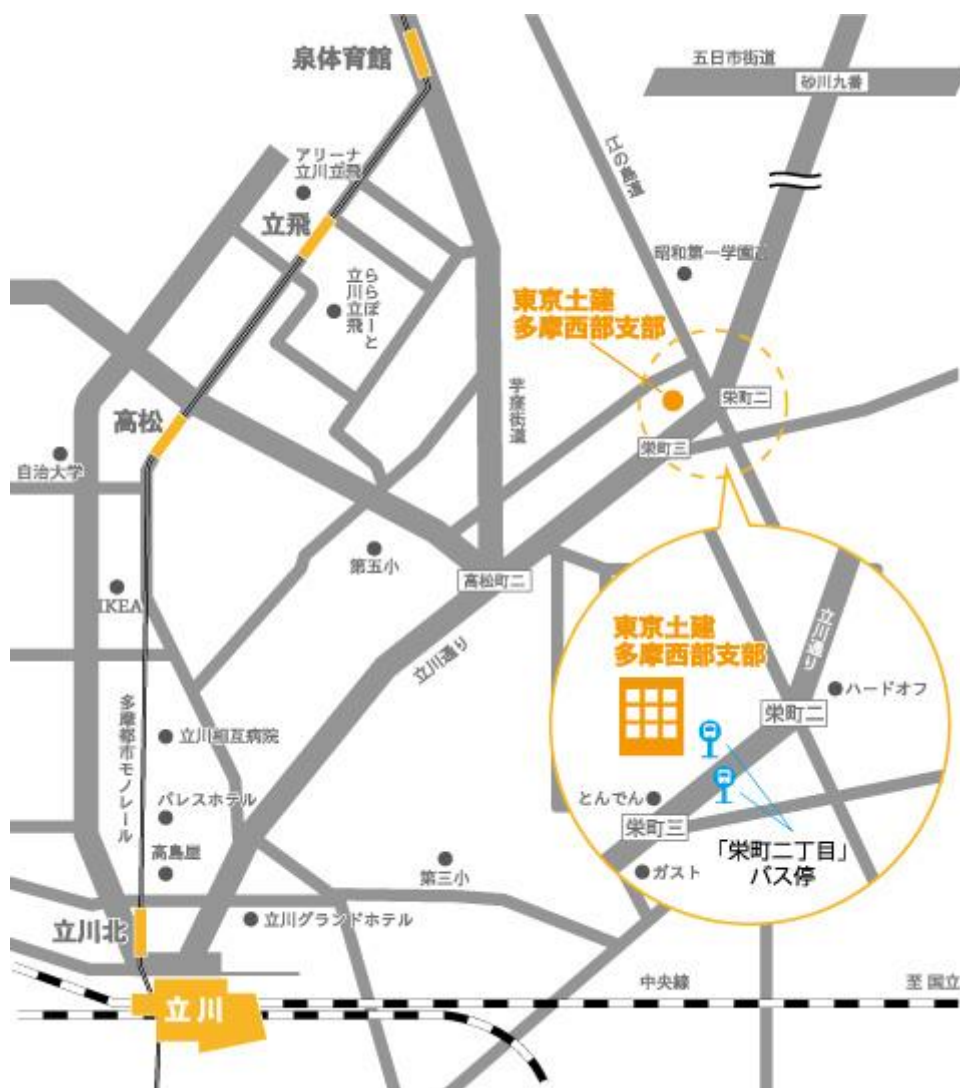 泉体育館
五日市街道
砂川九番
江の島道
アリーナ
立川立飛
立飛
昭和第一学園高
ららぽーと
立川立飛
東京土建
多摩西部支部
芋窪街道
栄町二
高松
栄町三
自治大学
第五小
高松町二
IKEA
立川通り
東京土建
多摩西部支部
立川通り
ハードオフ
栄町二
多摩都市モノレール
立川相互病院
とんでん
パレスホテル
栄町三
「栄町二丁目」
バス停
高島屋
第三小
ガスト
立川グランドホテル
立川北
中央線
至 国立
立川